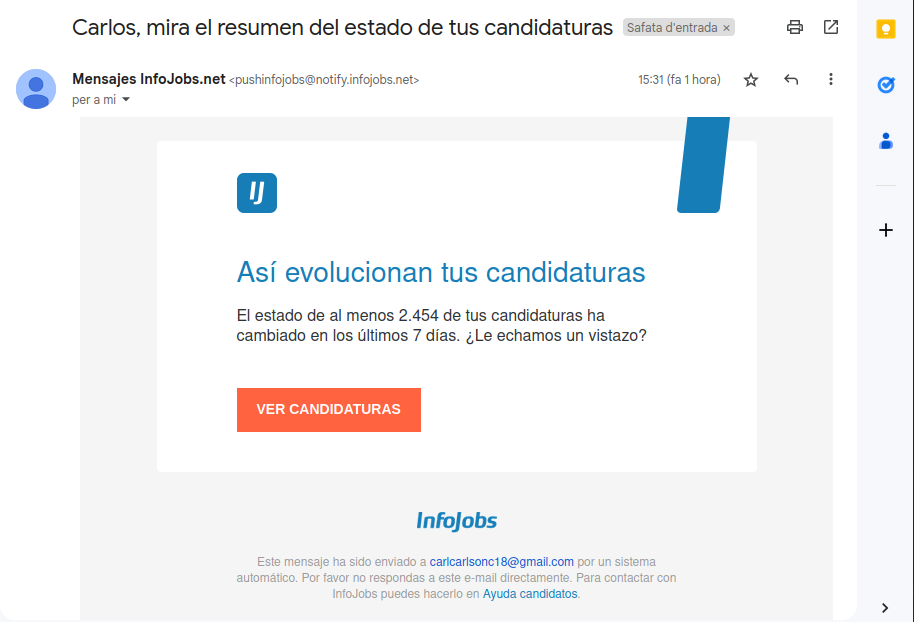 Carlos, mira el resumen del estado de tus candidaturas Safata d'entrada ×
Mensajes InfoJobs.net <pushinfojobs@notify.infojobs.net> 15:31 (fa 1 hora)
per a mi
IJ
Así evolucionan tus candidaturas
El estado de al menos 2.454 de tus candidaturas ha
cambiado en los últimos 7 días. ¿Le echamos un vistazo?
VER CANDIDATURAS
InfoJobs
Este mensaje ha sido enviado a carlcarlsonc18@gmail.com por un sistema
automático. Por favor no respondas a este e-mail directamente. Para contactar con
InfoJobs puedes hacerlo en Ayuda candidatos.